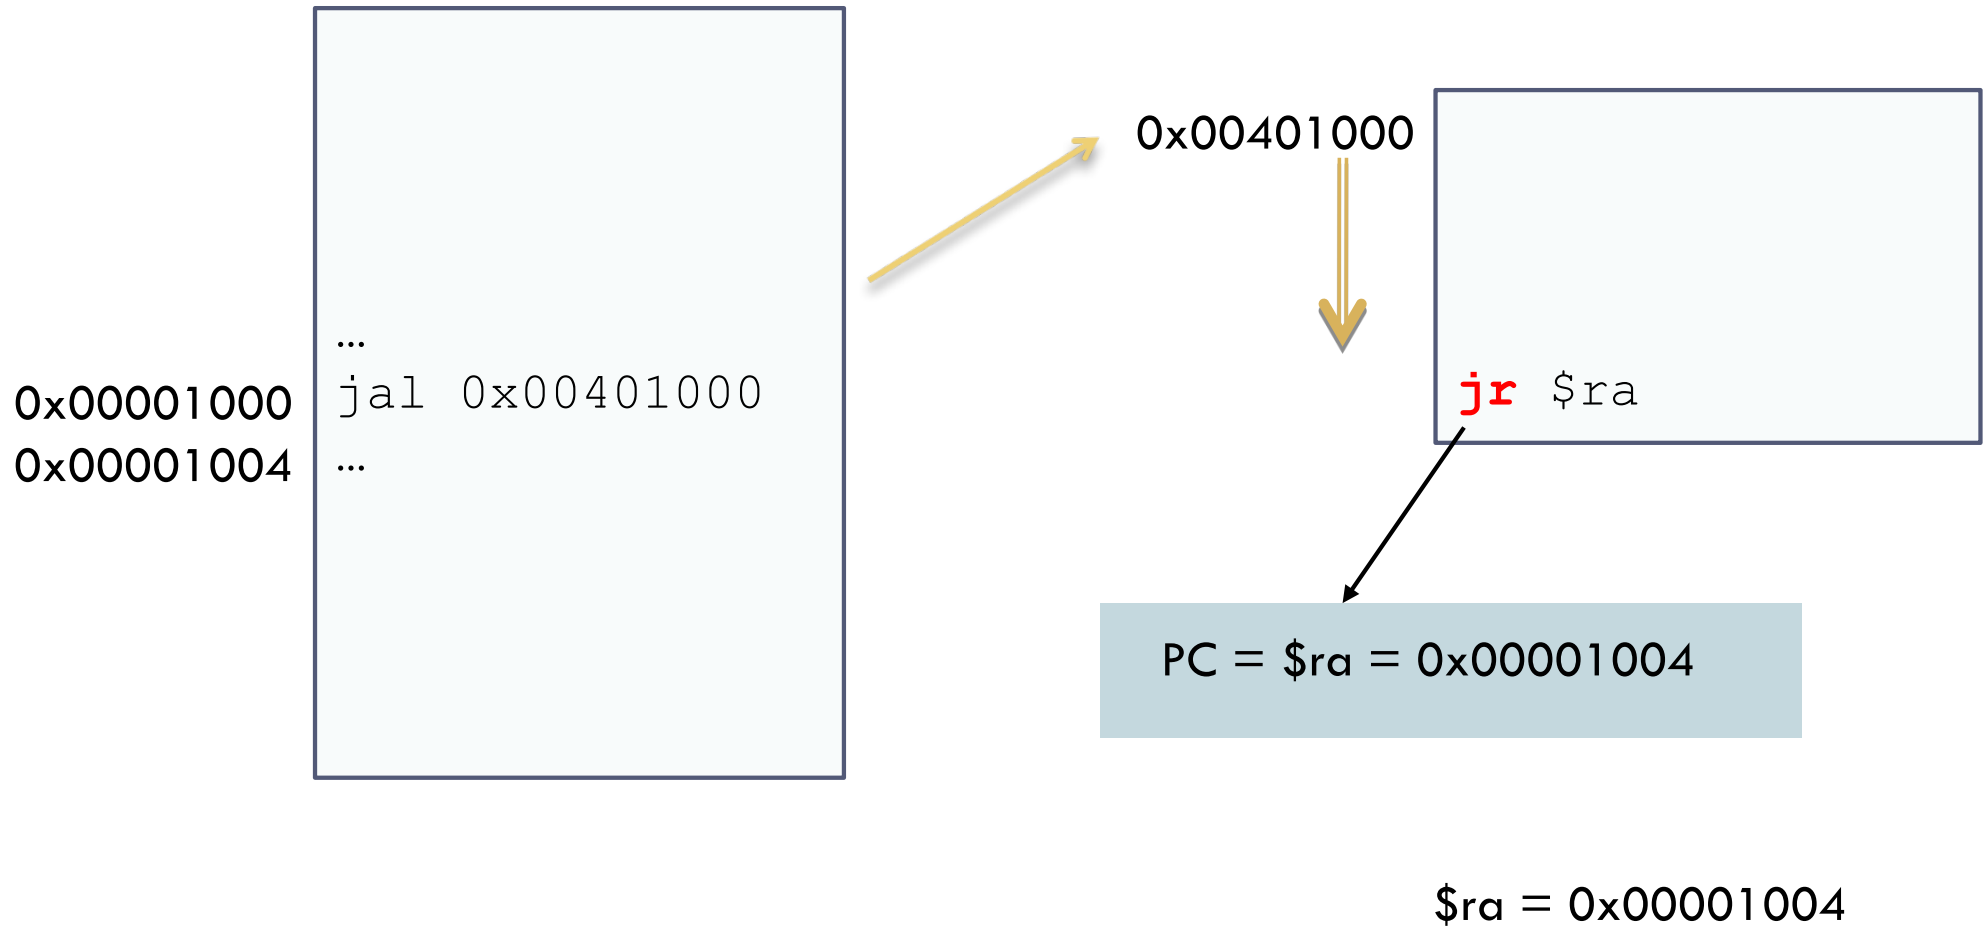 …
0x00001000 jal 0x00401000
0x00001004 …
0x00401000
jr $ra
PC = $ra = 0x00001004
$ra = 0x00001004